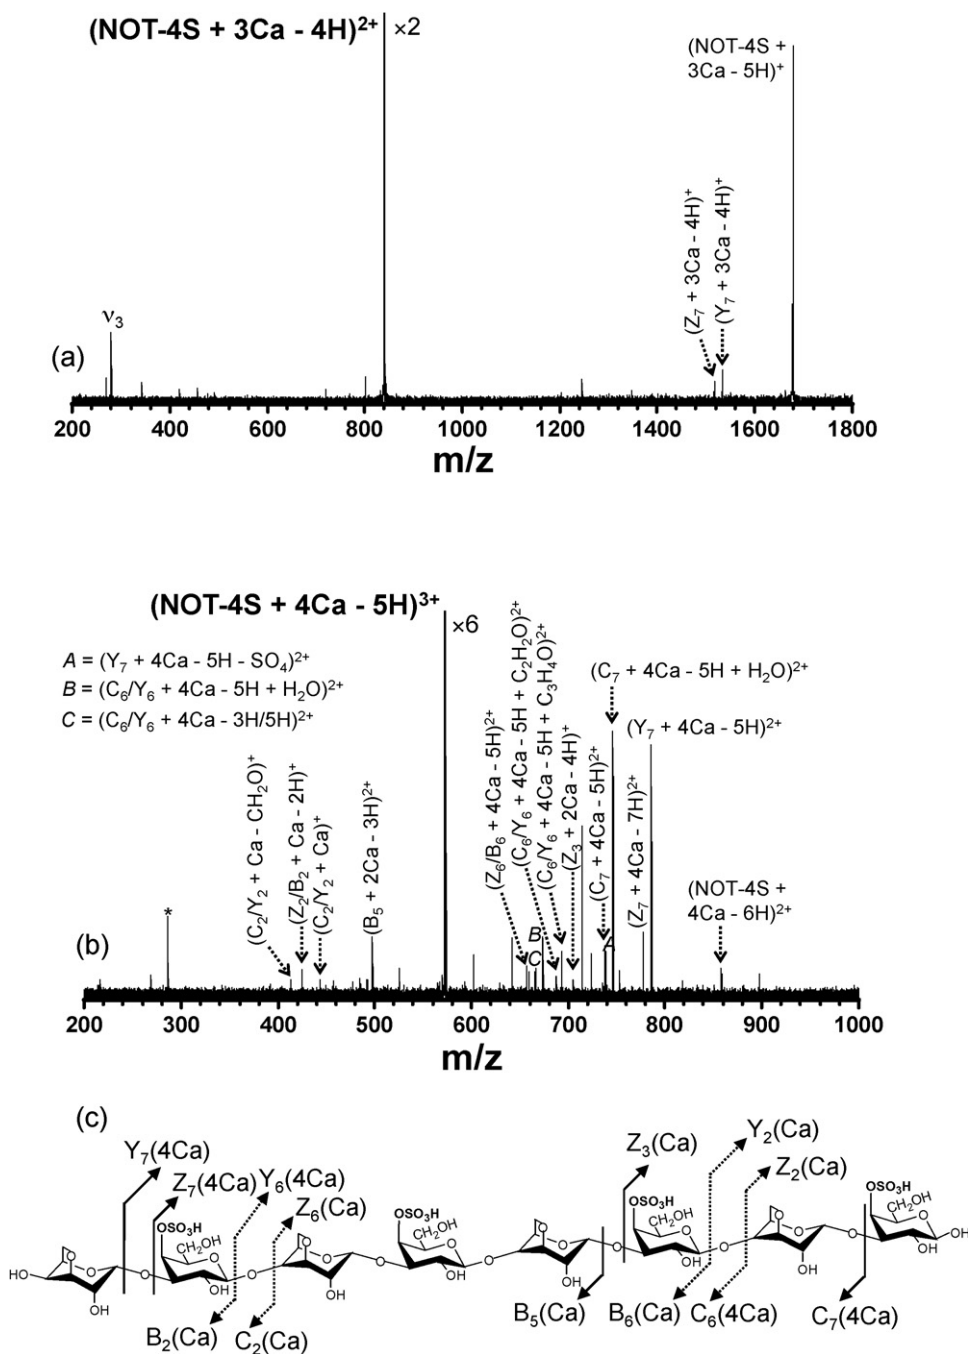 (NOT-4S + 3Ca - 4H)²⁺
×2
(NOT-4S +
3Ca - 5H)⁺
(Z₇ + 3Ca - 4H)⁺
(Y₇ + 3Ca - 4H)⁺
ν₃
(a)
200 400 600 800 1000 1200 1400 1600 1800
m/z
(NOT-4S + 4Ca - 5H)³⁺
×6
A = (Y₇ + 4Ca - 5H - SO₄)²⁺
B = (C₆/Y₆ + 4Ca - 5H + H₂O)²⁺
C = (C₆/Y₆ + 4Ca - 3H/5H)²⁺
*
(C₂/Y₂ + Ca - CH₂O)⁺
(Z₂/B₂ + Ca - 2H)⁺
(C₂/Y₂ + Ca)⁺
(B₅ + 2Ca - 3H)²⁺
(Z₆/B₆ + 4Ca - 5H)²⁺
B
C
(C₆/Y₆ + 4Ca - 5H + C₂H₂O)²⁺
(C₆/Y₆ + 4Ca - 5H + C₃H₄O)²⁺
(Z₃ + 2Ca - 4H)⁺
(C₇ + 4Ca - 5H)²⁺
A
(C₇ + 4Ca - 5H + H₂O)²⁺
(Y₇ + 4Ca - 5H)²⁺
(Z₇ + 4Ca - 7H)²⁺
(NOT-4S +
4Ca - 6H)²⁺
(b)
200 300 400 500 600 700 800 900 1000
m/z
(c)
Y₇(4Ca)
Z₇(4Ca)
Y₆(4Ca)
Z₆(Ca)
Z₃(Ca)
Y₂(Ca)
Z₂(Ca)
OSO₃H
CH₂OH
OSO₃H
CH₂OH
OSO₃H
CH₂OH
OSO₃H
CH₂OH
O O O O O O O O
O O O O O O O
O O O O
HO
OH
OH
OH
OH
OH
OH
OH
OH
OH
B₂(Ca)
C₂(Ca)
B₅(Ca)
B₆(Ca)
C₆(4Ca)
C₇(4Ca)